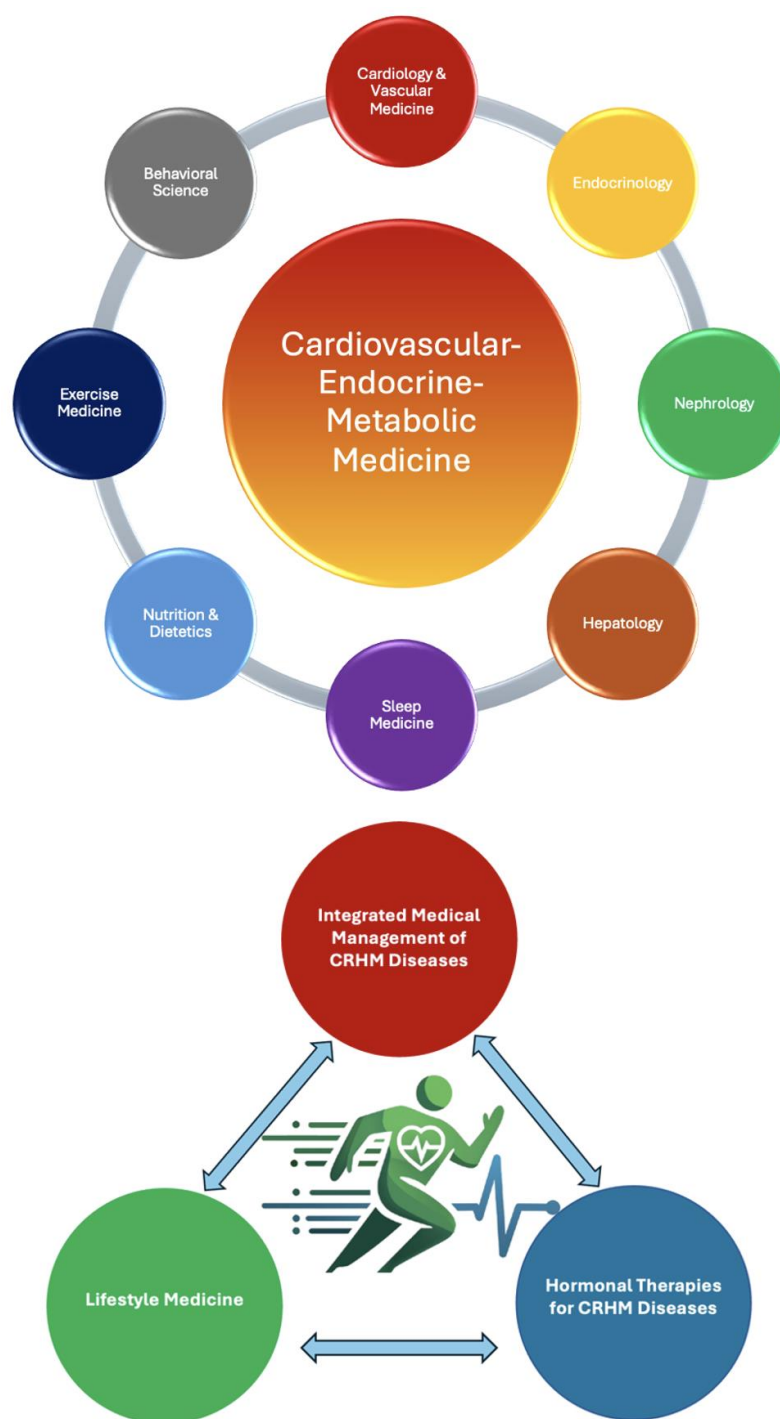 Cardiology &
Vascular
Medicine
Behavioral
Science
Endocrinology
Cardiovascular-
Endocrine-
Metabolic
Medicine
Exercise
Medicine
Nephrology
Nutrition &
Dietetics
Hepatology
Sleep
Medicine
Integrated Medical
Management of
CRHM Diseases
Lifestyle Medicine
Hormonal Therapies
for CRHM Diseases